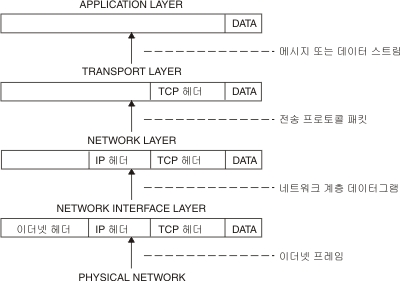 APPLICATION LAYER
DATA
메시지 또는 데이터 스트림
TRANSPORT LAYER
TCP 헤더 DATA
전송 프로토콜 패킷
NETWORK LAYER
IP 헤더 TCP 헤더 DATA
네트워크 계층 데이터그램
NETWORK INTERFACE LAYER
이더넷 헤더 IP 헤더 TCP 헤더 DATA
이더넷 프레임
PHYSICAL NETWORK